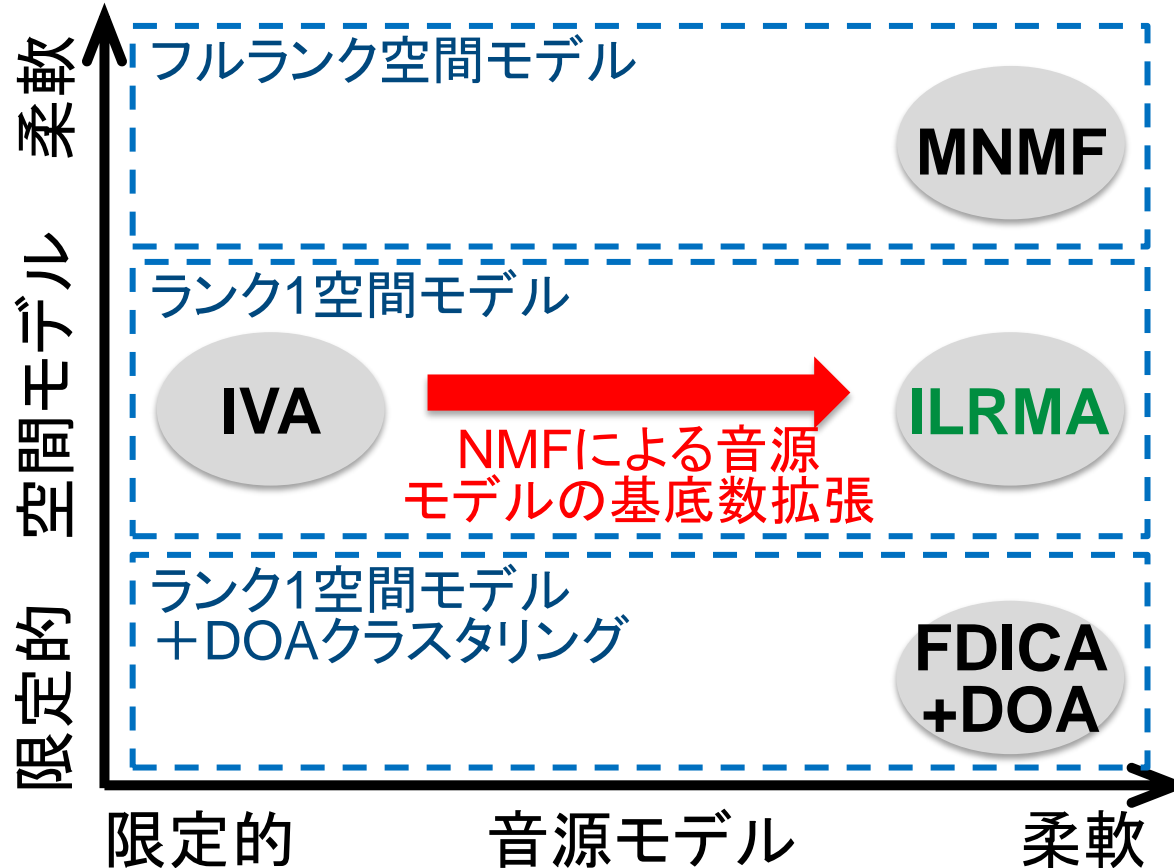 柔軟
空間モデル
限定的
フルランク空間モデル
MNMF
ランク1空間モデル
IVA
ILRMA
NMFによる音源
モデルの基底数拡張
ランク1空間モデル
＋DOAクラスタリング
FDICA
+DOA
限定的
音源モデル
柔軟